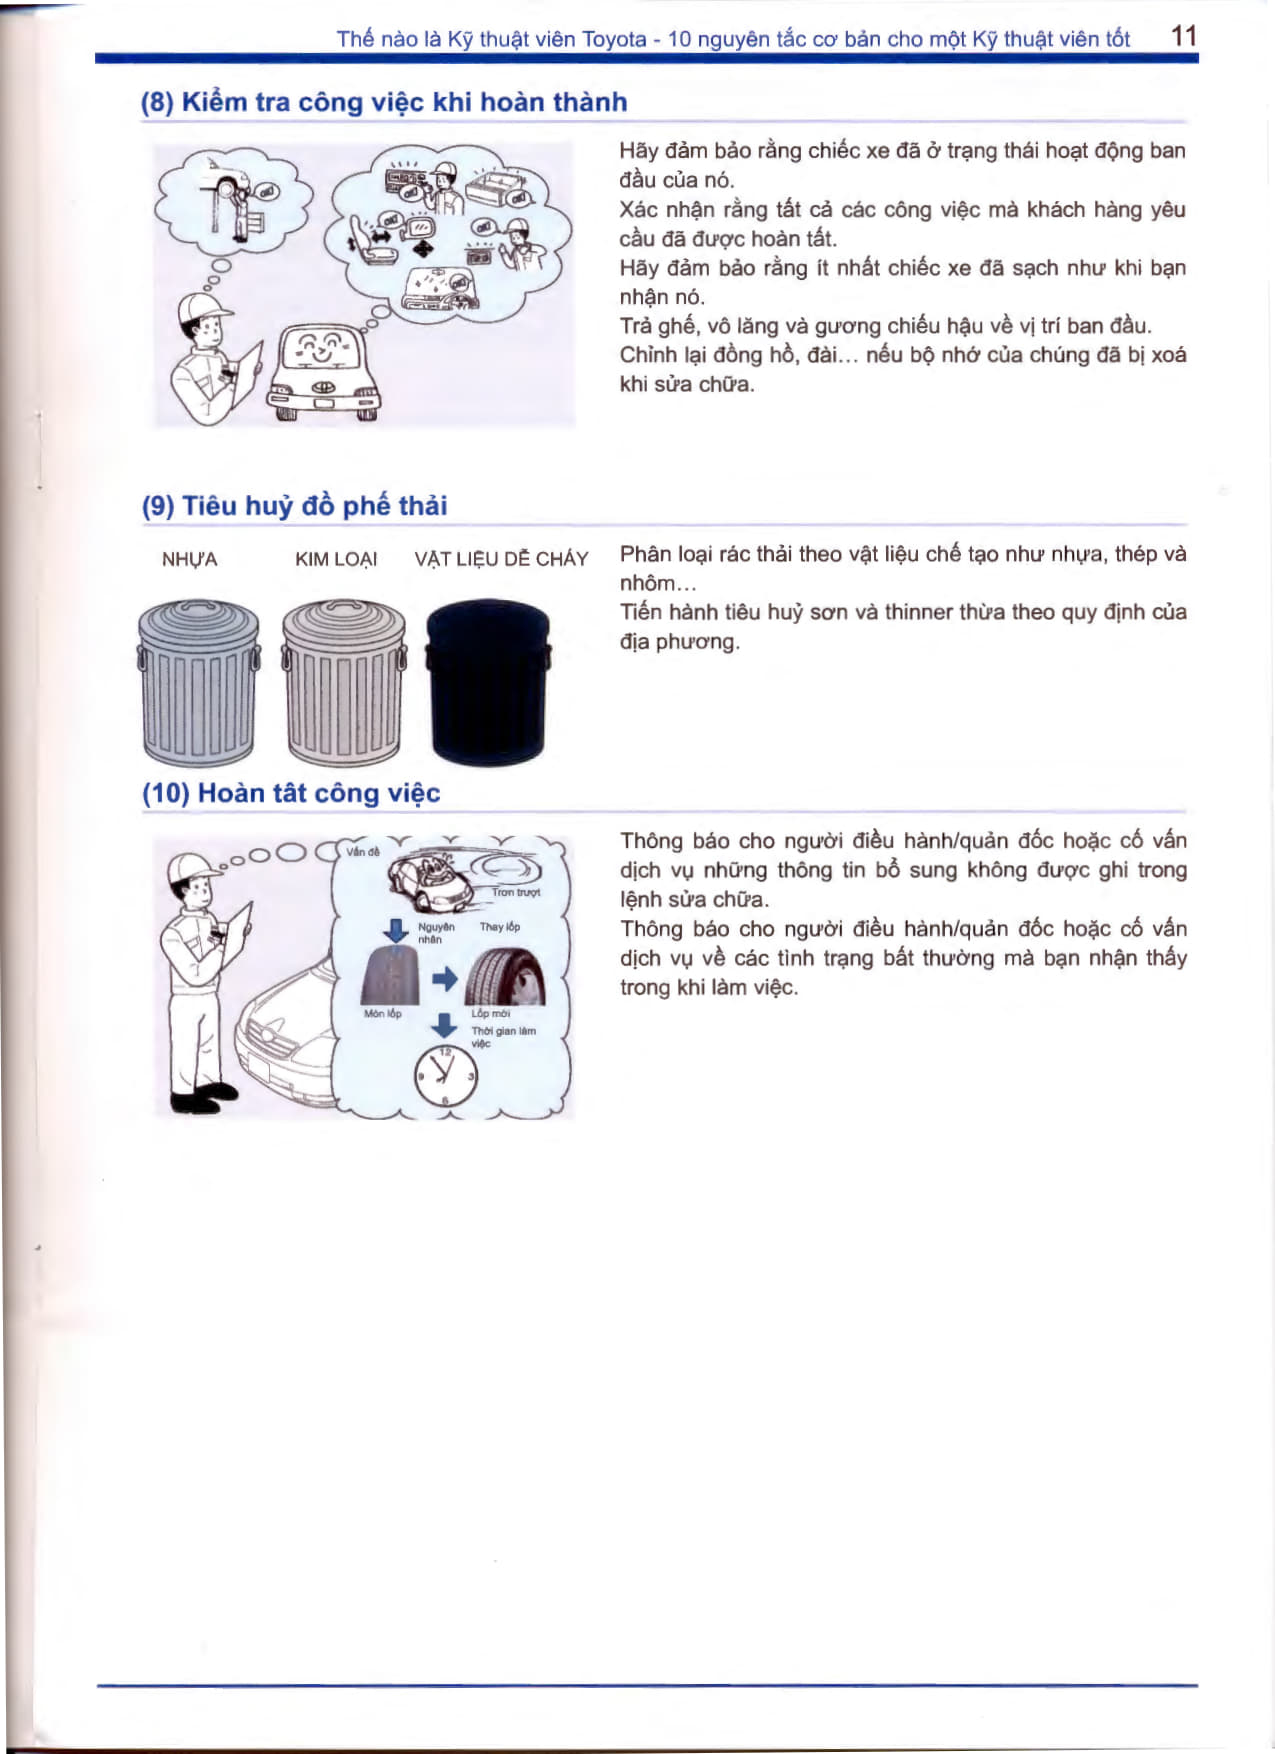 Thế nào là Kỹ thuật viên Toyota - 10 nguyên tắc cơ bản cho một Kỹ thuật viên tốt 11
(8) Kiểm tra công việc khi hoàn thành
Hãy đảm bảo rằng chiếc xe đã ở trạng thái hoạt động ban
đầu của nó.
Xác nhận rằng tất cả các công việc mà khách hàng yêu
cầu đã được hoàn tất.
Hãy đảm bảo rằng ít nhất chiếc xe đã sạch như khi bạn
nhận nó.
Trả ghế, vô lăng và gương chiếu hậu về vị trí ban đầu.
Chỉnh lại đồng hồ, đài... nếu bộ nhớ của chúng đã bị xoá
khi sửa chữa.
(9) Tiêu huỷ đồ phế thải
NHỰA KIM LOẠI VẬT LIỆU DỄ CHÁY
Phân loại rác thải theo vật liệu chế tạo như nhựa, thép và
nhôm...
Tiến hành tiêu huỷ sơn và thinner thừa theo quy định của
địa phương.
(10) Hoàn tât công việc
Vấn đề
Trơn trượt
Nguyên
nhân
Thay lốp
Mòn lốp
Lốp mới
Thời gian làm
việc
12
9 3
6
Thông báo cho người điều hành/quản đốc hoặc cố vấn
dịch vụ những thông tin bổ sung không được ghi trong
lệnh sửa chữa.
Thông báo cho người điều hành/quản đốc hoặc cố vấn
dịch vụ về các tình trạng bất thường mà bạn nhận thấy
trong khi làm việc.